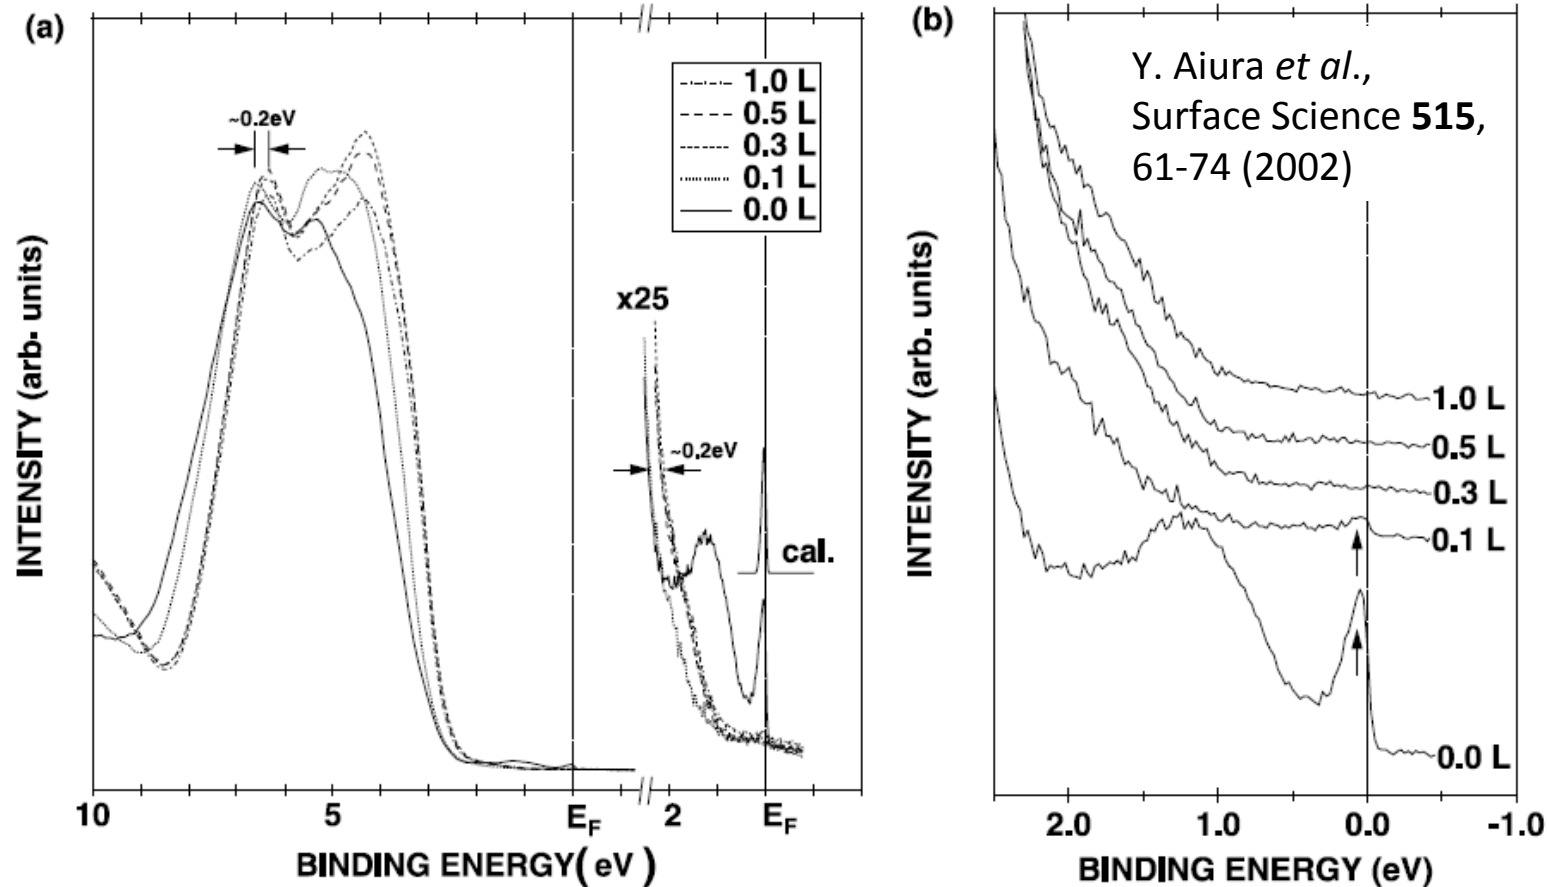 (a)
~0.2eV
1.0 L
0.5 L
0.3 L
0.1 L
0.0 L
x25
~0.2eV
cal.
INTENSITY (arb. units)
10
5
E_F
2
E_F
BINDING ENERGY( eV )
(b)
Y. Aiura et al.,
Surface Science 515,
61-74 (2002)
INTENSITY (arb. units)
1.0 L
0.5 L
0.3 L
0.1 L
0.0 L
2.0
1.0
0.0
-1.0
BINDING ENERGY (eV)